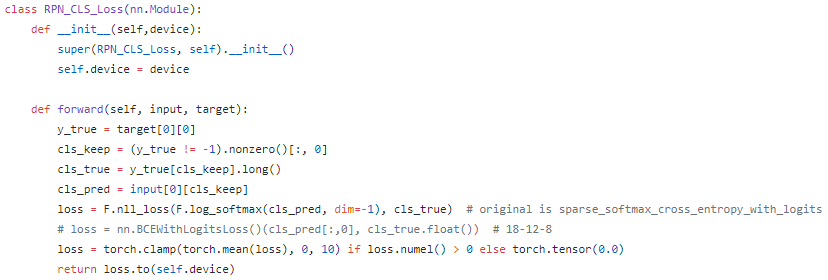 class RPN_CLS_Loss(nn.Module):
    def __init__(self,device):
        super(RPN_CLS_Loss, self).__init__()
        self.device = device

    def forward(self, input, target):
        y_true = target[0][0]
        cls_keep = (y_true != -1).nonzero()[:, 0]
        cls_true = y_true[cls_keep].long()
        cls_pred = input[0][cls_keep]
        loss = F.nll_loss(F.log_softmax(cls_pred, dim=-1), cls_true)  # original is sparse_softmax_cross_entropy_with_logits
        # loss = nn.BCEWithLogitsLoss()(cls_pred[:,0], cls_true.float())  # 18-12-8
        loss = torch.clamp(torch.mean(loss), 0, 10) if loss.numel() > 0 else torch.tensor(0.0)
        return loss.to(self.device)